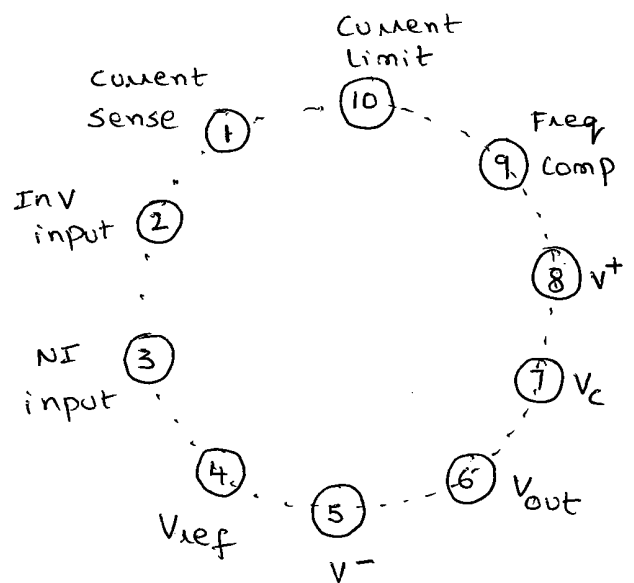 Current
Limit
10
Current
Sense
1
Freq
Comp
9
Inv
input
2
8
V+
NI
input
3
7
Vc
4
Vref
5
V-
6
Vout